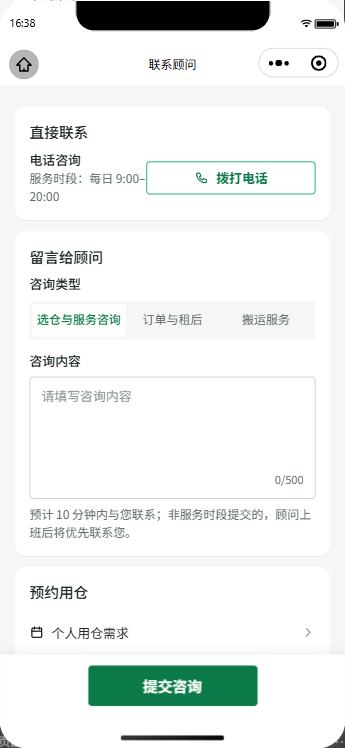 16:38
联系顾问
直接联系
电话咨询
服务时段：每日 9:00–
20:00
拨打电话
留言给顾问
咨询类型
选仓与服务咨询 订单与租后 搬运服务
咨询内容
请填写咨询内容
0/500
预计 10 分钟内与您联系；非服务时段提交的，顾问上
班后将优先联系您。
预约用仓
个人用仓需求
提交咨询